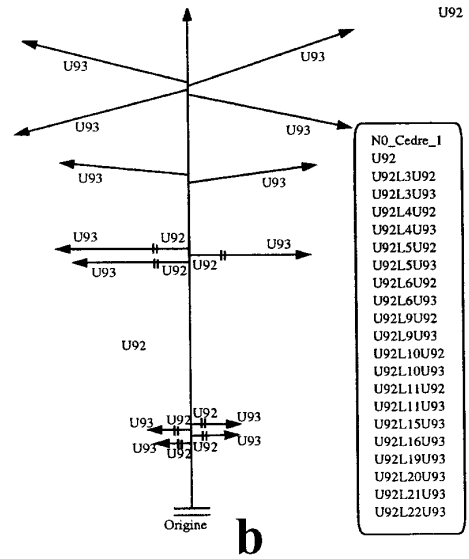 U92
U93 U93
U93 U93
U93 U93
U93 U92 U93
U93 U92 U92
U92
U93 U92 U92 U93
U93 U92 U92 U93
Origine
b
N0_Cedre_1
U92
U92L3U92
U92L3U93
U92L4U92
U92L4U93
U92L5U92
U92L5U93
U92L6U92
U92L6U93
U92L9U92
U92L9U93
U92L10U92
U92L10U93
U92L11U92
U92L11U93
U92L15U93
U92L16U93
U92L19U93
U92L20U93
U92L21U93
U92L22U93